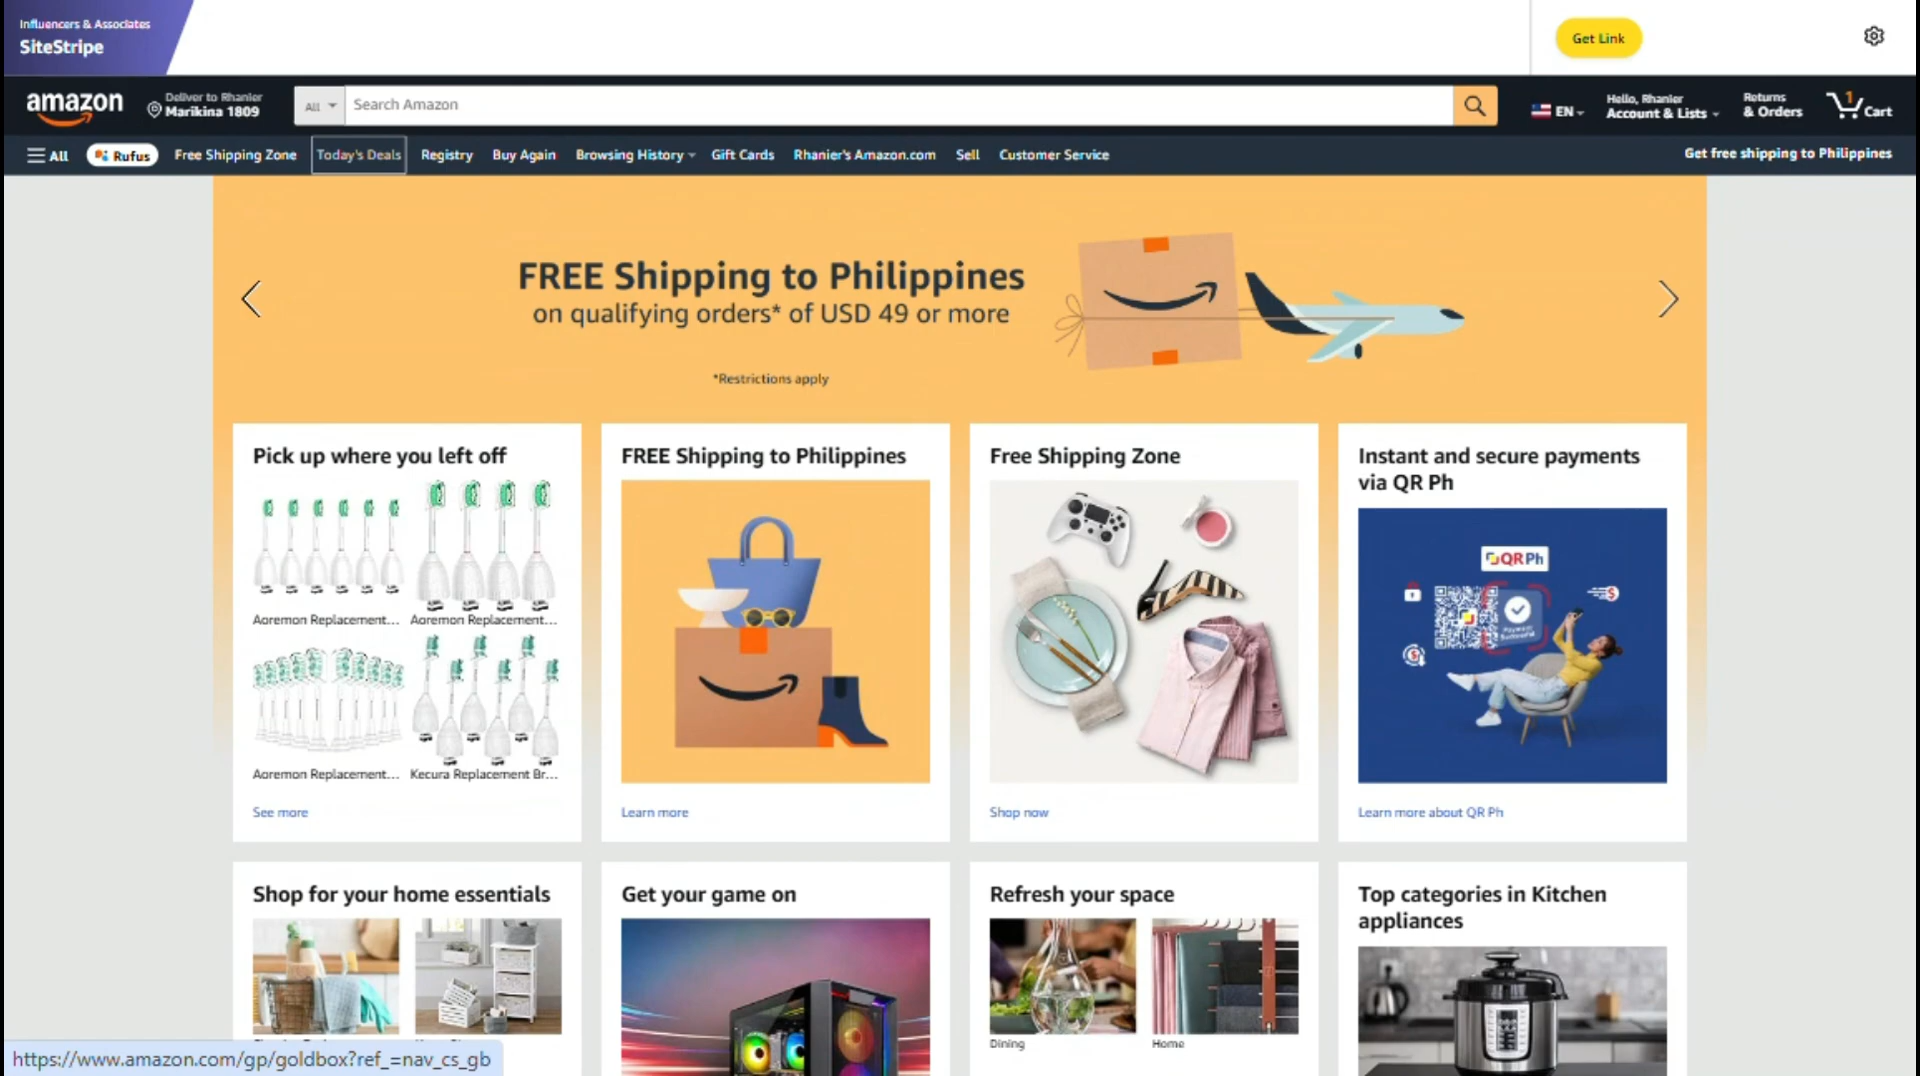 Influencers & Associates
SiteStripe
Get Link
amazon
Deliver to Rhanier
Marikina 1809
All
Search Amazon
EN
Hello, Rhanier
Account & Lists
Returns
& Orders
1
Cart
All
Rufus
Free Shipping Zone
Today's Deals
Registry
Buy Again
Browsing History
Gift Cards
Rhanier's Amazon.com
Sell
Customer Service
Get free shipping to Philippines
FREE Shipping to Philippines
on qualifying orders* of USD 49 or more
*Restrictions apply
Pick up where you left off
Aoremon Replacement...
Aoremon Replacement...
Aoremon Replacement...
Kecura Replacement Br...
See more
FREE Shipping to Philippines
Learn more
Free Shipping Zone
Shop now
Instant and secure payments
via QR Ph
QR Ph
Payment
Successful
Learn more about QR Ph
Shop for your home essentials
Get your game on
Refresh your space
Dining
Home
Top categories in Kitchen
appliances
https://www.amazon.com/gp/goldbox?ref_=nav_cs_gb